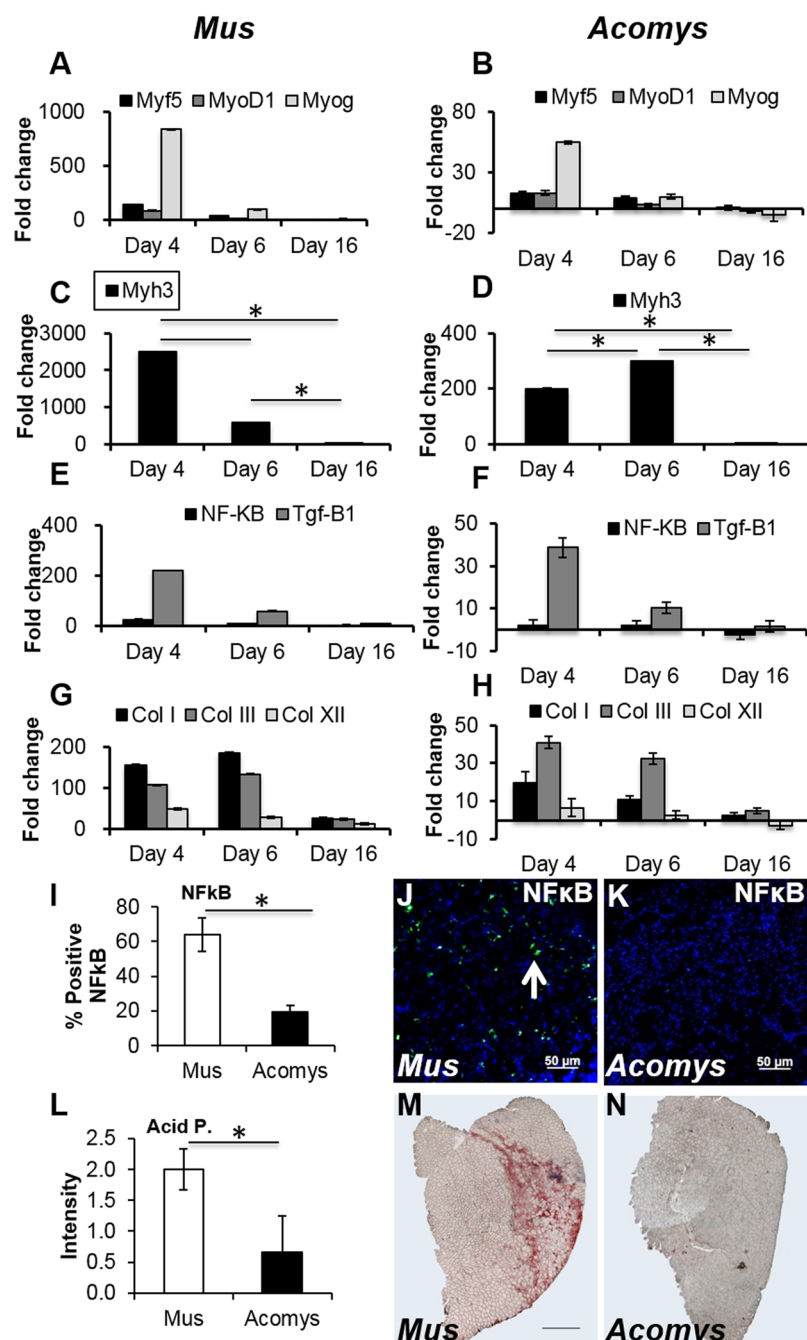 Mus
Acomys
A
Myf5 MyoD1 Myog
Fold change
1000
500
0
Day 4 Day 6 Day 16
B
Myf5 MyoD1 Myog
Fold change
80
30
-20
Day 4 Day 6 Day 16
C
Myh3
Fold change
3000
2000
1000
0
*
*
Day 4 Day 6 Day 16
D
Myh3
Fold change
400
200
0
*
* *
Day 4 Day 6 Day 16
E
NF-KB Tgf-B1
Fold change
400
200
0
Day 4 Day 6 Day 16
F
NF-KB Tgf-B1
Fold change
50
30
10
-10
Day 4 Day 6 Day 16
G
Col I Col III Col XII
Fold change
200
100
0
Day 4 Day 6 Day 16
H
Col I Col III Col XII
Fold change
50
30
10
-10
Day 4 Day 6 Day 16
I
NFkB
*
% Positive
NFkB
80
60
40
20
0
Mus Acomys
J
NFκB
Mus
50 μm
K
NFκB
Acomys
50 μm
L
Acid P.
*
Intensity
2.5
2.0
1.5
1.0
0.5
0.0
Mus Acomys
M
Mus
N
Acomys